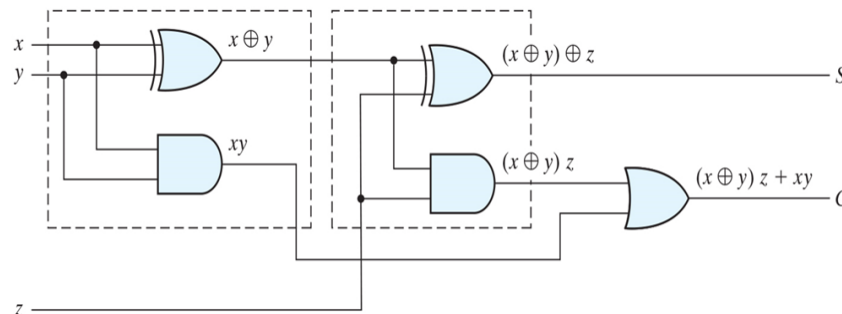 x
x ⊕ y
(x ⊕ y) ⊕ z
S
y
xy
(x ⊕ y) z
(x ⊕ y) z + xy
C
z